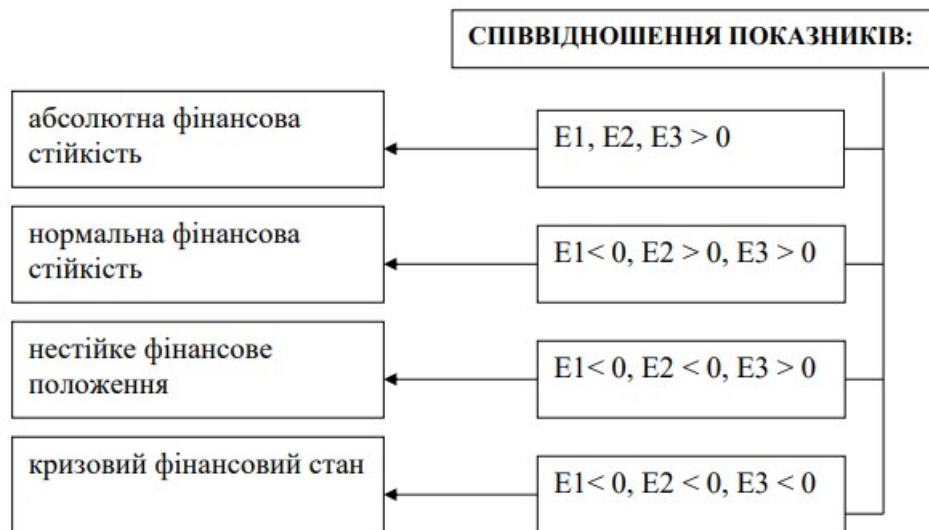 СПІВВІДНОШЕННЯ ПОКАЗНИКІВ:
абсолютна фінансова
стійкість
E1, E2, E3 > 0
нормальна фінансова
стійкість
E1< 0, E2 > 0, E3 > 0
нестійке фінансове
положення
E1< 0, E2 < 0, E3 > 0
кризовий фінансовий стан
E1< 0, E2 < 0, E3 < 0